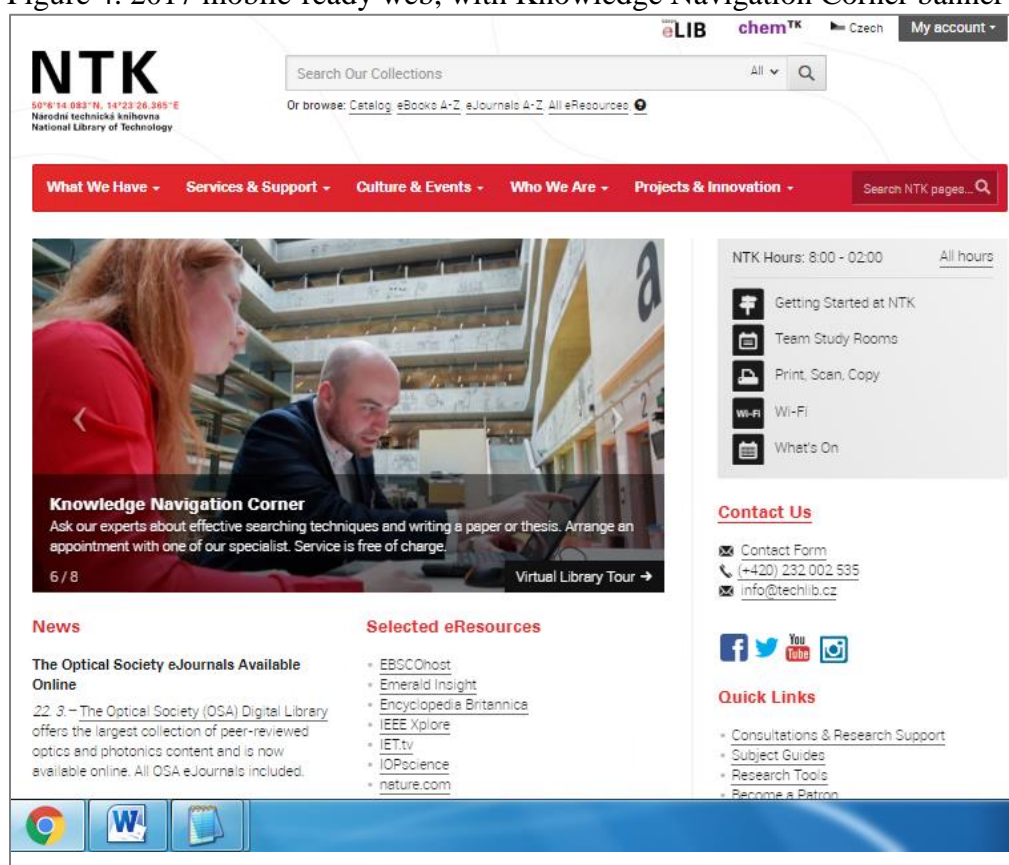 Figure 4. 2017 mobile ready web, with Knowledge Navigation Corner banner
eLIB chemTK Czech My account
NTK
50°6'14.083"N, 14°23'26.365"E
Národní technická knihovna
National Library of Technology
Search Our Collections All
Or browse: Catalog eBooks A-Z eJournals A-Z All eResources ?
What We Have Services & Support Culture & Events Who We Are Projects & Innovation Search NTK pages...
a
2
Knowledge Navigation Corner
Ask our experts about effective searching techniques and writing a paper or thesis. Arrange an
appointment with one of our specialist. Service is free of charge.
6 / 8 Virtual Library Tour →
NTK Hours: 8:00 - 02:00 All hours
Getting Started at NTK
Team Study Rooms
Print, Scan, Copy
Wi-Fi Wi-Fi
What's On
Contact Us
Contact Form
(+420) 232 002 535
info@techlib.cz
f You Tube
News
The Optical Society eJournals Available
Online
22. 3. – The Optical Society (OSA) Digital Library
offers the largest collection of peer-reviewed
optics and photonics content and is now
available online. All OSA eJournals included.
Selected eResources
EBSCOhost
Emerald Insight
Encyclopedia Britannica
IEEE Xplore
IET.tv
IOPscience
nature.com
Quick Links
Consultations & Research Support
Subject Guides
Research Tools
Become a Patron
W